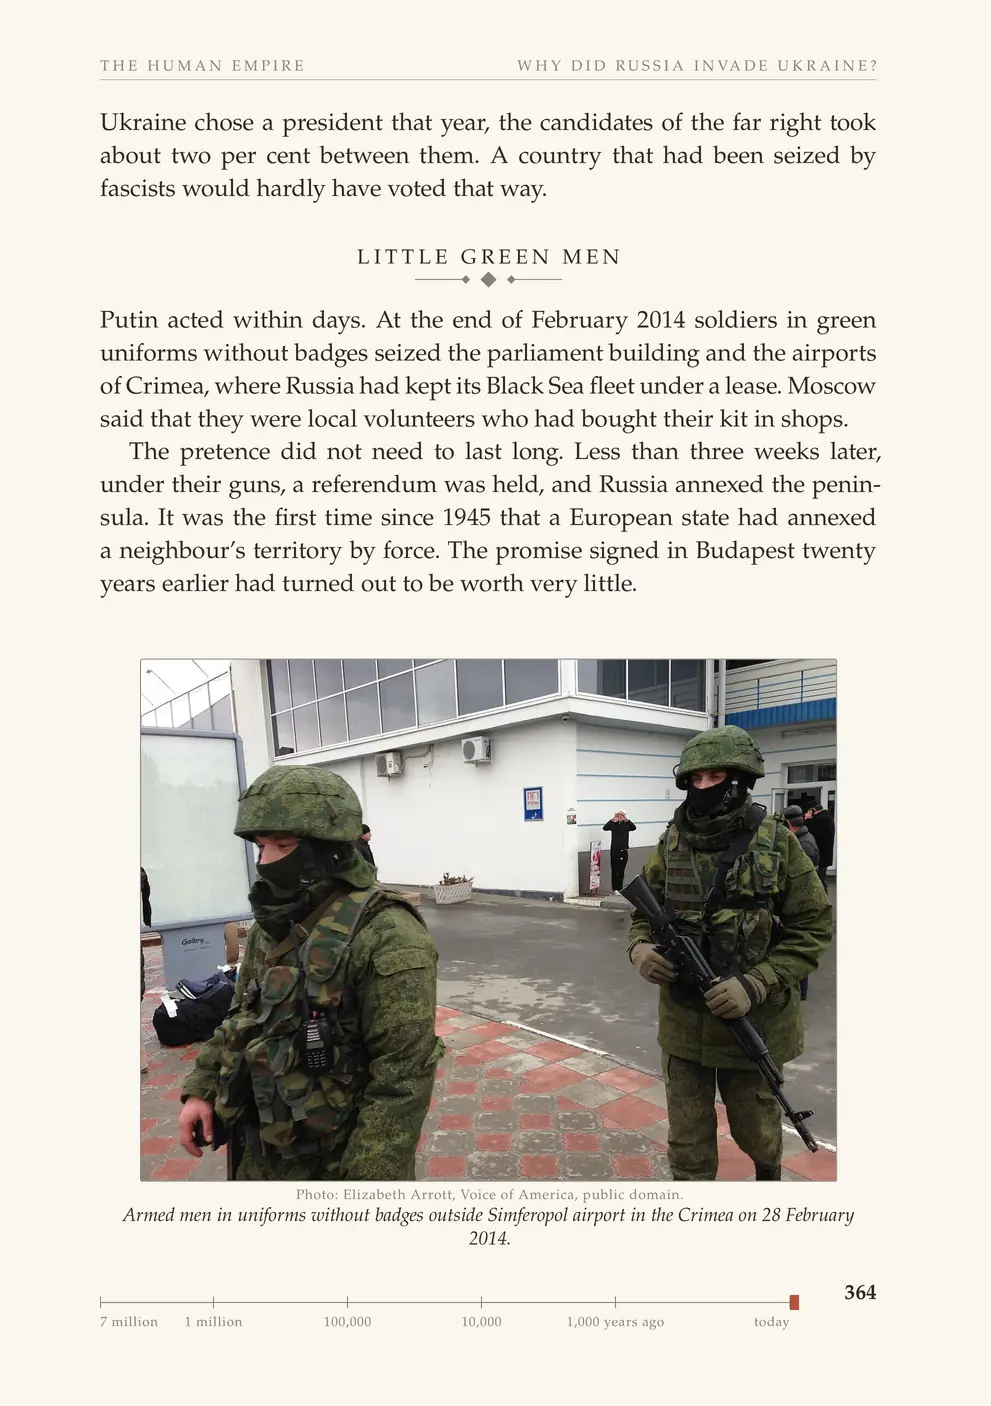 THE HUMAN EMPIRE
WHY DID RUSSIA INVADE UKRAINE?
Ukraine chose a president that year, the candidates of the far right took
about two per cent between them. A country that had been seized by
fascists would hardly have voted that way.
LITTLE GREEN MEN
Putin acted within days. At the end of February 2014 soldiers in green
uniforms without badges seized the parliament building and the airports
of Crimea, where Russia had kept its Black Sea fleet under a lease. Moscow
said that they were local volunteers who had bought their kit in shops.
The pretence did not need to last long. Less than three weeks later,
under their guns, a referendum was held, and Russia annexed the penin-
sula. It was the first time since 1945 that a European state had annexed
a neighbour’s territory by force. The promise signed in Budapest twenty
years earlier had turned out to be worth very little.
Gallery
Photo: Elizabeth Arrott, Voice of America, public domain.
Armed men in uniforms without badges outside Simferopol airport in the Crimea on 28 February
2014.
364
7 million 1 million 100,000 10,000 1,000 years ago today